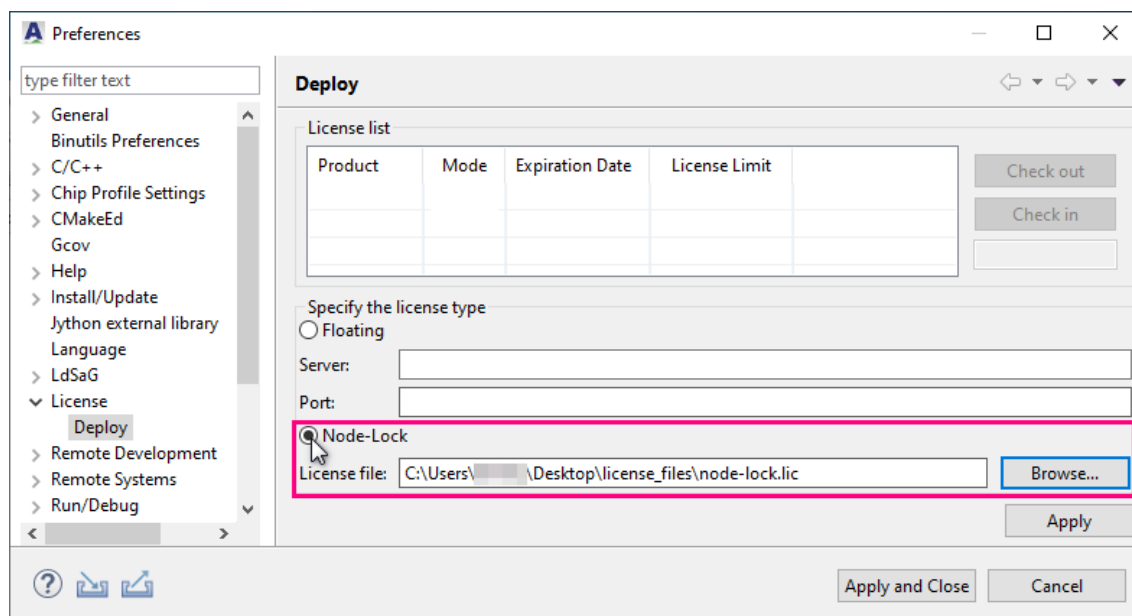 Preferences
type filter text
General
Binutils Preferences
C/C++
Chip Profile Settings
CMakeEd
Gcov
Help
Install/Update
Jython external library
Language
LdSaG
License
Deploy
Remote Development
Remote Systems
Run/Debug
Deploy
License list
Product Mode Expiration Date License Limit
Check out
Check in
Specify the license type
Floating
Server:
Port:
Node-Lock
License file: C:\Users\ \Desktop\license_files\node-lock.lic Browse...
Apply
Apply and Close Cancel